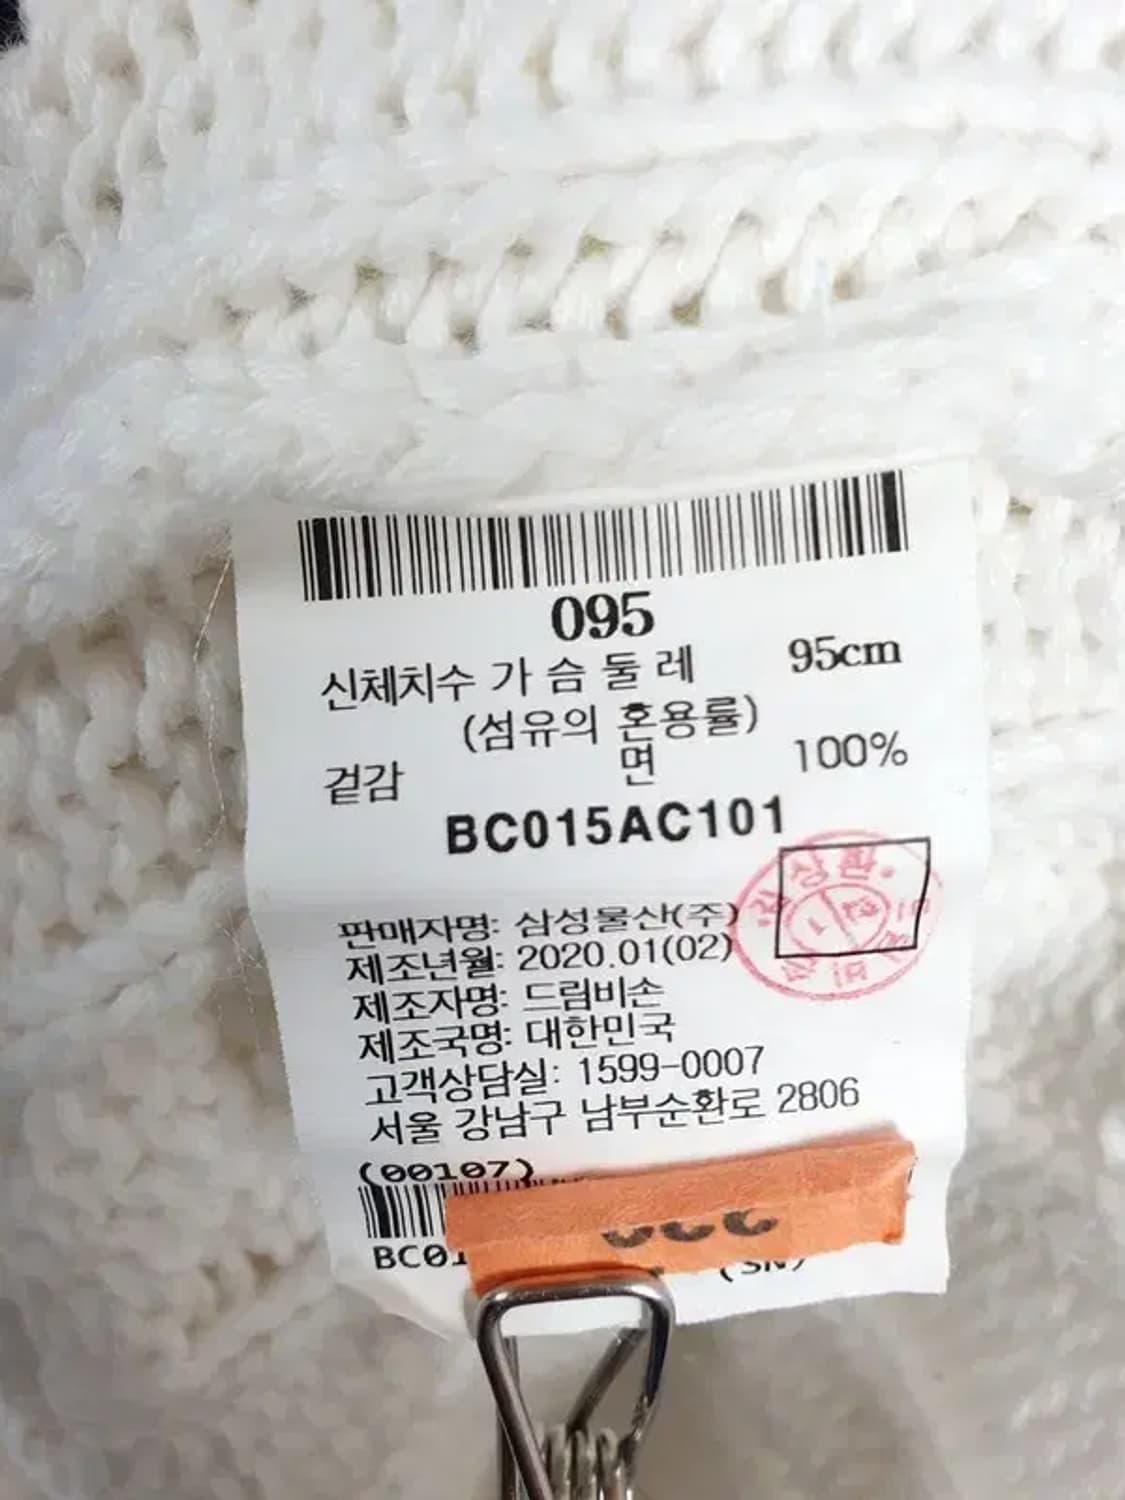 095
신체치수 가 슴 둘 레 95cm
(섬유의 혼용률)
겉감 면 100%
BC015AC101
판매자명: 삼성물산(주)
제조년월: 2020.01(02)
제조자명: 드림비손
제조국명: 대한민국
고객상담실: 1599-0007
서울 강남구 남부순환로 2806
(00107)
(SN)